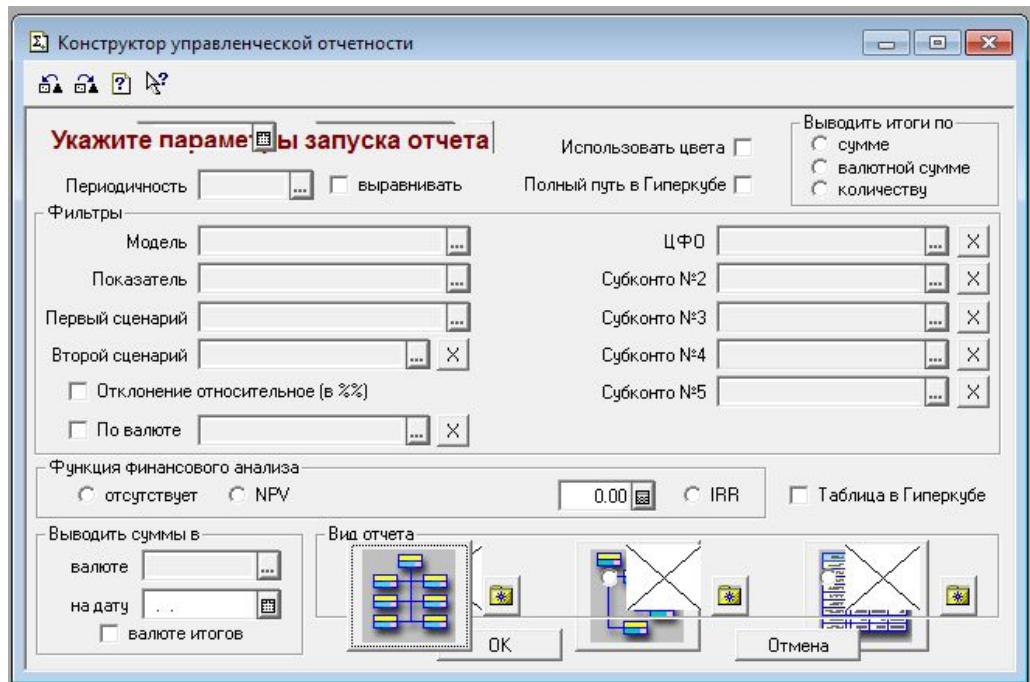 Конструктор управленческой отчетности
Укажите параметры запуска отчета
Использовать цвета
Выводить итоги по
сумме
валютной сумме
количеству
Периодичность
выравнивать
Полный путь в Гиперкубе
Фильтры
Модель
ЦФО
X
Показатель
Субконто №2
X
Первый сценарий
Субконто №3
X
Второй сценарий
X
Субконто №4
X
Отклонение относительное (в %%)
Субконто №5
X
По валюте
X
Функция финансового анализа
отсутствует
NPV
0.00
IRR
Таблица в Гиперкубе
Выводить суммы в
Вид отчета
валюте
на дату
. .
валюте итогов
OK
Отмена